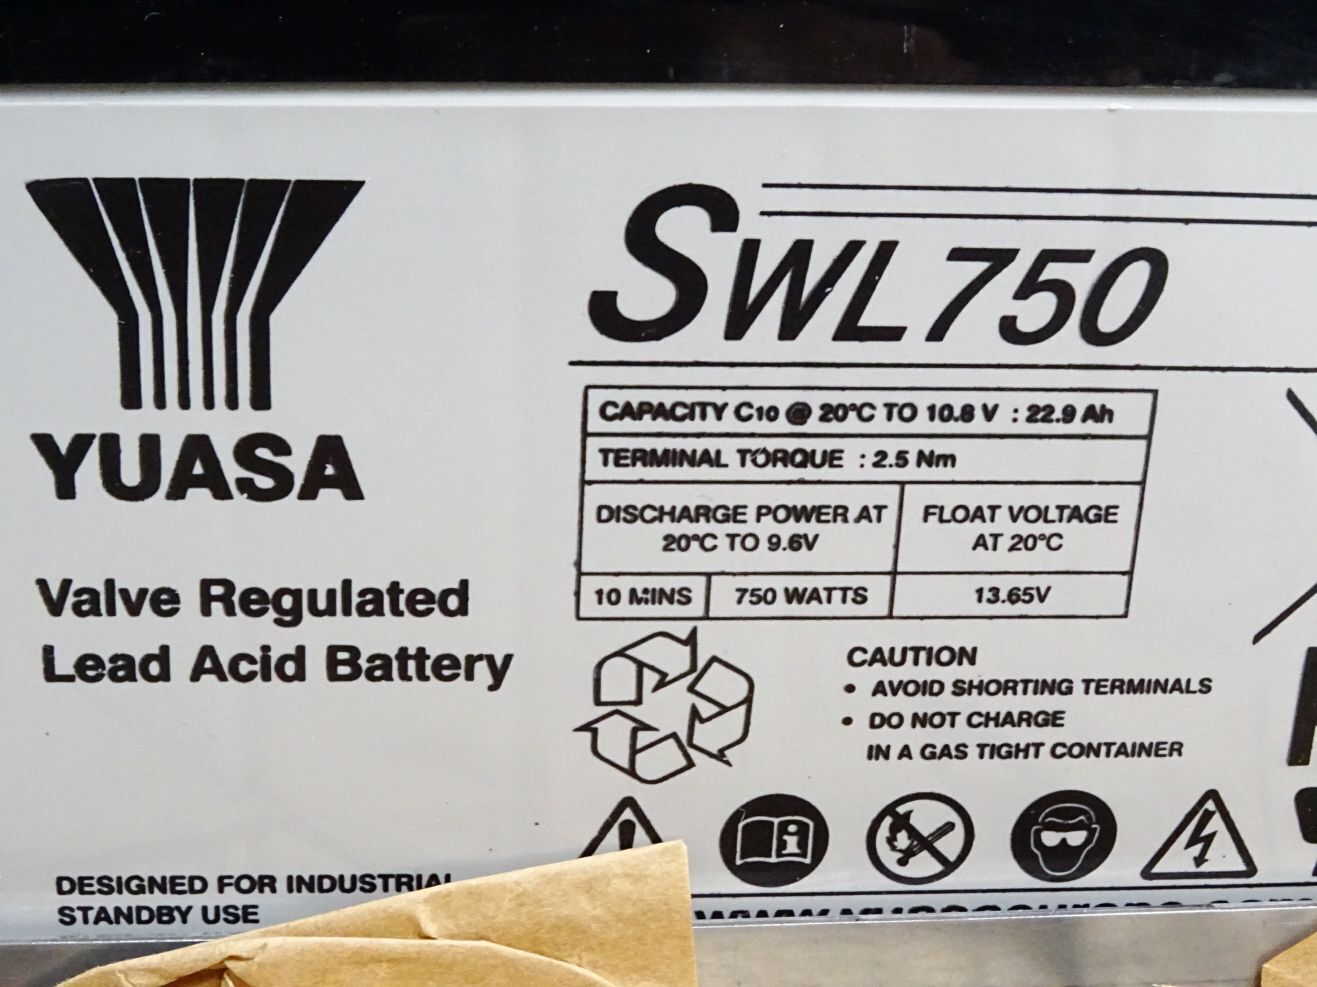 SWL750
YUASA
Valve Regulated
Lead Acid Battery
DESIGNED FOR INDUSTRIAL
STANDBY USE
CAPACITY C10 @ 20°C TO 10.8 V : 22.9 Ah
TERMINAL TORQUE : 2.5 Nm
DISCHARGE POWER AT
20°C TO 9.6V
FLOAT VOLTAGE
AT 20°C
10 MINS
750 WATTS
13.65V
CAUTION
• AVOID SHORTING TERMINALS
• DO NOT CHARGE
IN A GAS TIGHT CONTAINER